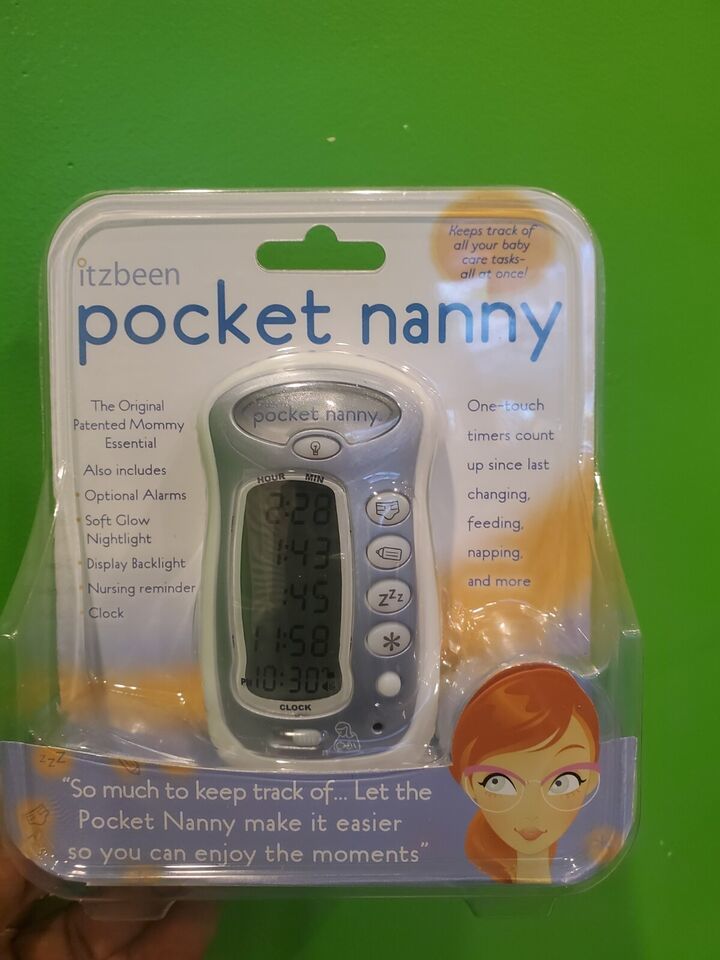 Keeps track of
all your baby
care tasks-
all at once!
itzbeen
pocket nanny
The Original
Patented Mommy
Essential
Also includes
Optional Alarms
Soft Glow
Nightlight
Display Backlight
Nursing reminder
Clock
pocket nanny
HOUR MIN
2:28
:43
:45
:58
PM 10:30
CLOCK
zzz
*
One-touch
timers count
up since last
changing,
feeding,
napping,
and more
zzz
"So much to keep track of... Let the
Pocket Nanny make it easier
so you can enjoy the moments"